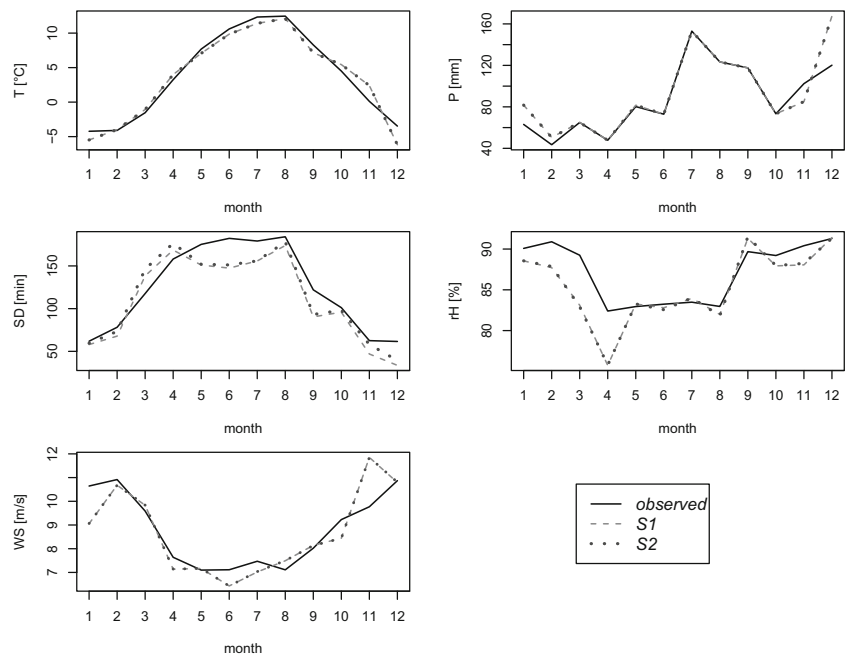 T [°C]
10
5
0
−5
1 2 3 4 5 6 7 8 9 10 11 12
month
P [mm]
160
120
80
40
1 2 3 4 5 6 7 8 9 10 11 12
month
SD [min]
150
100
50
1 2 3 4 5 6 7 8 9 10 11 12
month
rH [%]
90
85
80
1 2 3 4 5 6 7 8 9 10 11 12
month
WS [m/s]
12
10
9
8
7
1 2 3 4 5 6 7 8 9 10 11 12
month
observed
S1
S2